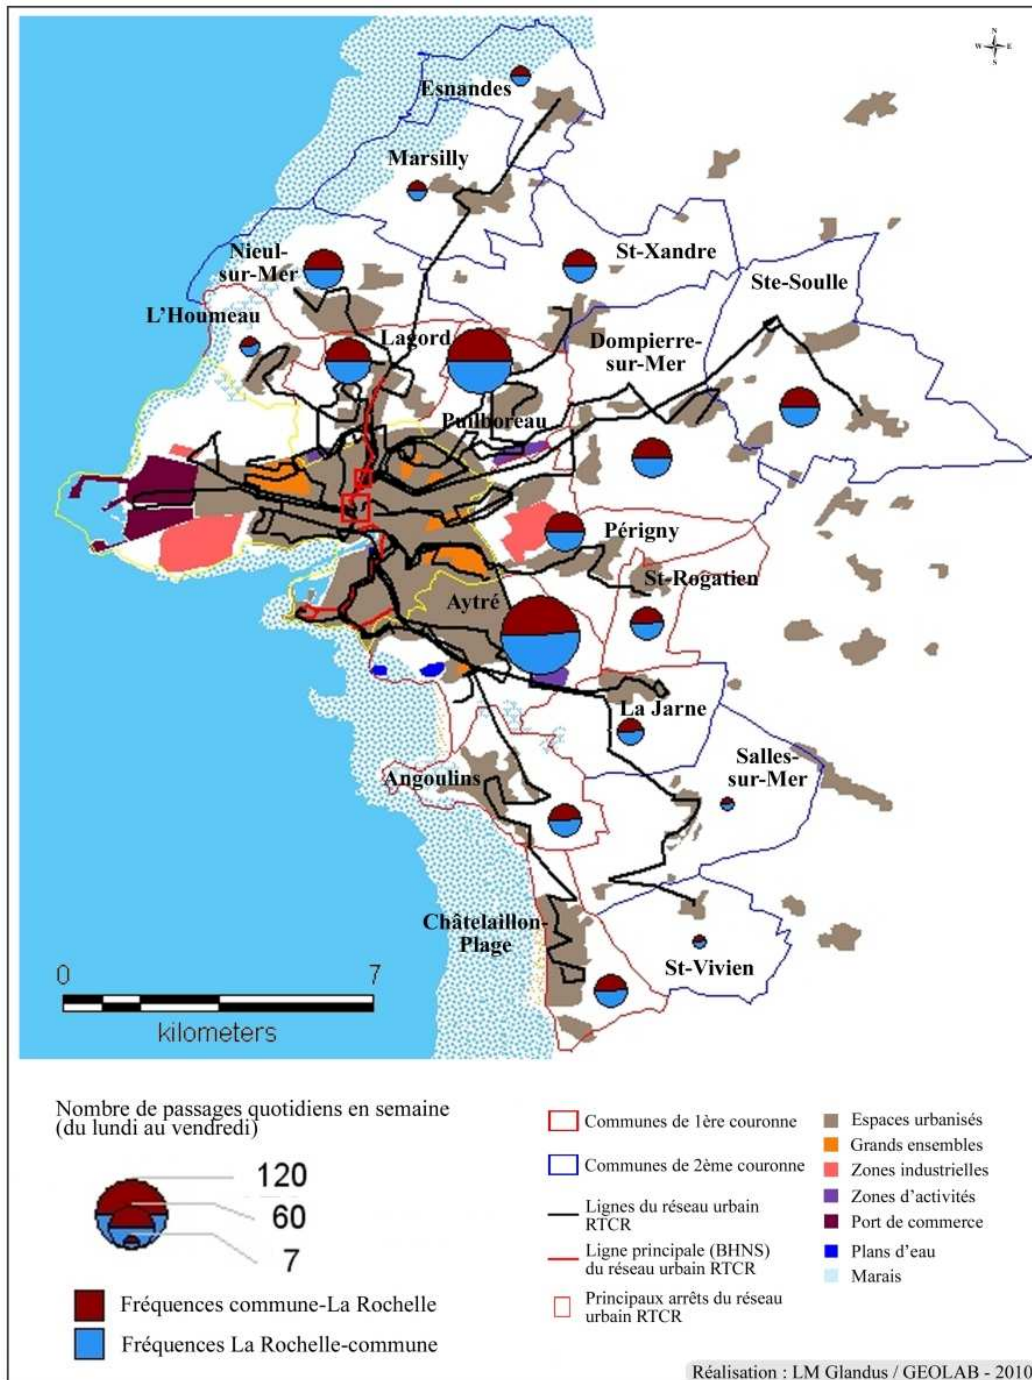 N
W E
S
Esnandes
Marsilly
Nieul-
sur-Mer
St-Xandre
Ste-Soulle
L'Houmeau
Lagord
Dompierre-
sur-Mer
Puilboreau
Périgny
St-Rogatien
Aytré
La Jarne
Salles-
sur-Mer
Angoulins
Châtelaillon-
Plage
St-Vivien
0 7
kilometers
Nombre de passages quotidiens en semaine
(du lundi au vendredi)
120
60
7
Fréquences commune-La Rochelle
Fréquences La Rochelle-commune
Communes de 1ère couronne
Communes de 2ème couronne
Lignes du réseau urbain
RTCR
Ligne principale (BHNS)
du réseau urbain RTCR
Principaux arrêts du réseau
urbain RTCR
Espaces urbanisés
Grands ensembles
Zones industrielles
Zones d'activités
Port de commerce
Plans d'eau
Marais
Réalisation : LM Glandus / GEOLAB - 2010